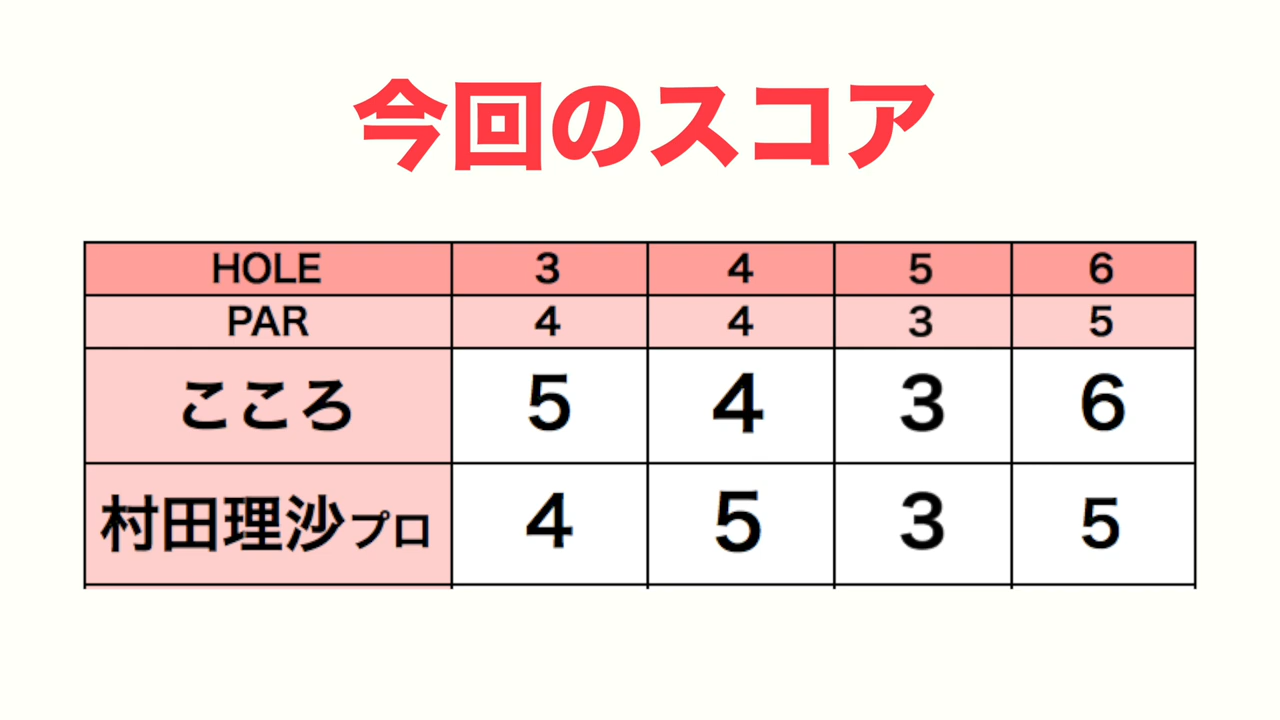 今回のスコア
HOLE 3 4 5 6
PAR 4 4 3 5
こころ 5 4 3 6
村田理沙プロ 4 5 3 5